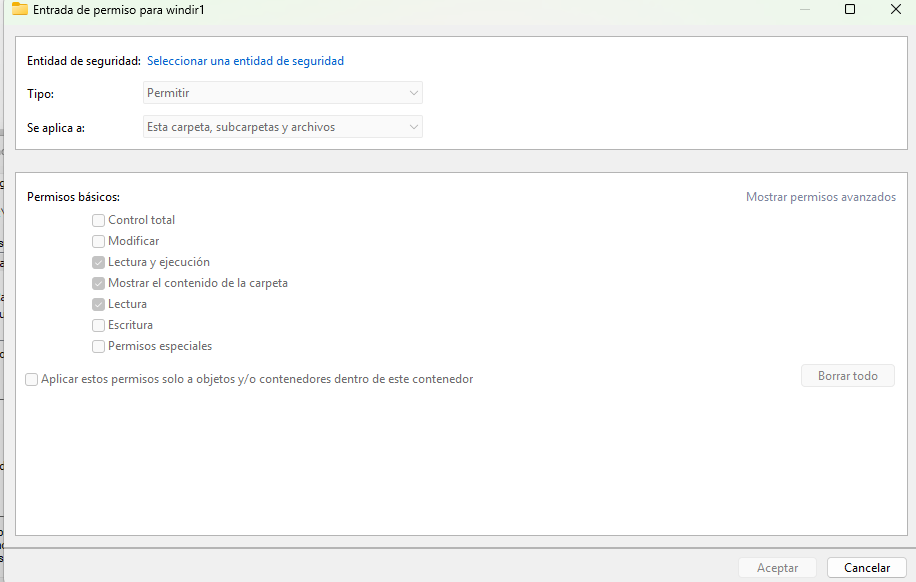 Entrada de permiso para windir1
Entidad de seguridad: Seleccionar una entidad de seguridad
Tipo: Permitir
Se aplica a: Esta carpeta, subcarpetas y archivos
Permisos básicos: Mostrar permisos avanzados
Control total
Modificar
Lectura y ejecución
Mostrar el contenido de la carpeta
Lectura
Escritura
Permisos especiales
Aplicar estos permisos solo a objetos y/o contenedores dentro de este contenedor
Borrar todo
Aceptar Cancelar